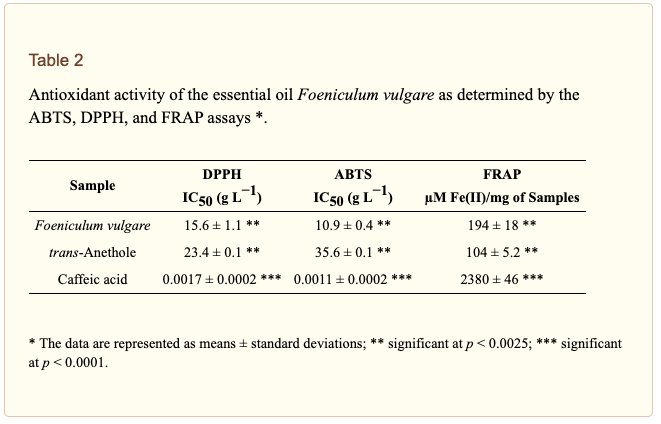 Table 2
Antioxidant activity of the essential oil Foeniculum vulgare as determined by the
ABTS, DPPH, and FRAP assays *.
Sample DPPH ABTS FRAP
IC50 (g L−1) IC50 (g L−1) μM Fe(II)/mg of Samples
Foeniculum vulgare 15.6 ± 1.1 ** 10.9 ± 0.4 ** 194 ± 18 **
trans-Anethole 23.4 ± 0.1 ** 35.6 ± 0.1 ** 104 ± 5.2 **
Caffeic acid 0.0017 ± 0.0002 *** 0.0011 ± 0.0002 *** 2380 ± 46 ***
* The data are represented as means ± standard deviations; ** significant at p < 0.0025; *** significant
at p < 0.0001.